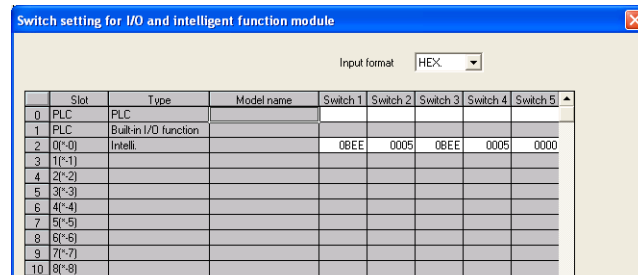 Switch setting for I/O and intelligent function module
Input format HEX.
Slot Type Model name Switch 1 Switch 2 Switch 3 Switch 4 Switch 5
0 PLC PLC
1 PLC Built-in I/O function
2 0(*-0) Intelli. 0BEE 0005 0BEE 0005 0000
3 1(*-1)
4 2(*-2)
5 3(*-3)
6 4(*-4)
7 5(*-5)
8 6(*-6)
9 7(*-7)
10 8(*-8)